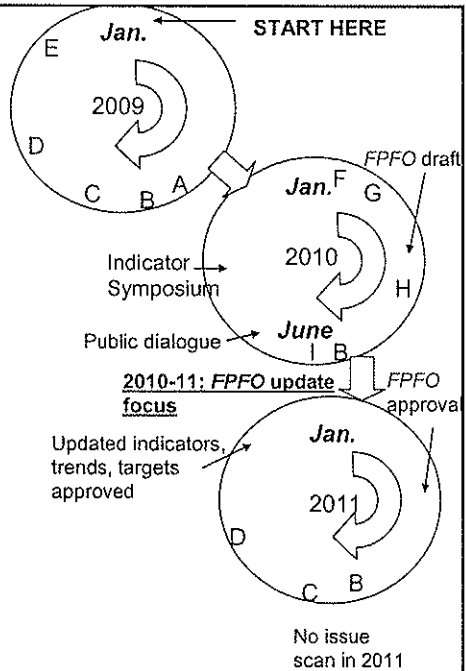 START HERE
Jan.
E
2009
D
C
B
A
FPFO draft
Jan.
F
G
Indicator
Symposium
2010
H
Public dialogue
June
I
B
2010-11: FPFO update
focus
FPFO
approval
Updated indicators,
trends, targets
approved
Jan.
2011
D
C
B
No issue
scan in 2011